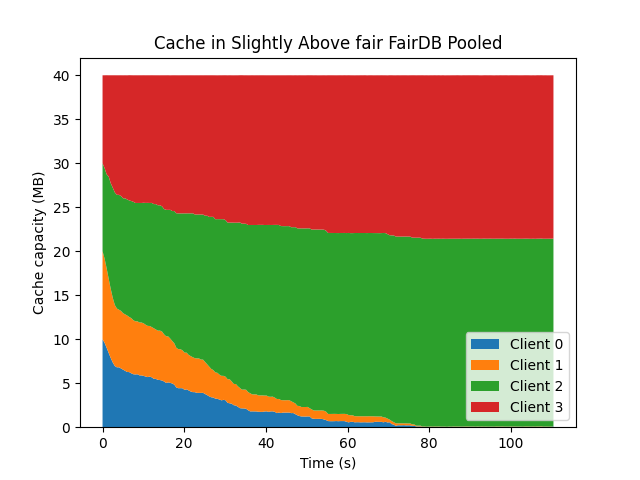 Cache in Slightly Above fair FairDB Pooled
Cache capacity (MB)
40
35
30
25
20
15
10
5
0
0 20 40 60 80 100
Time (s)
Client 0
Client 1
Client 2
Client 3